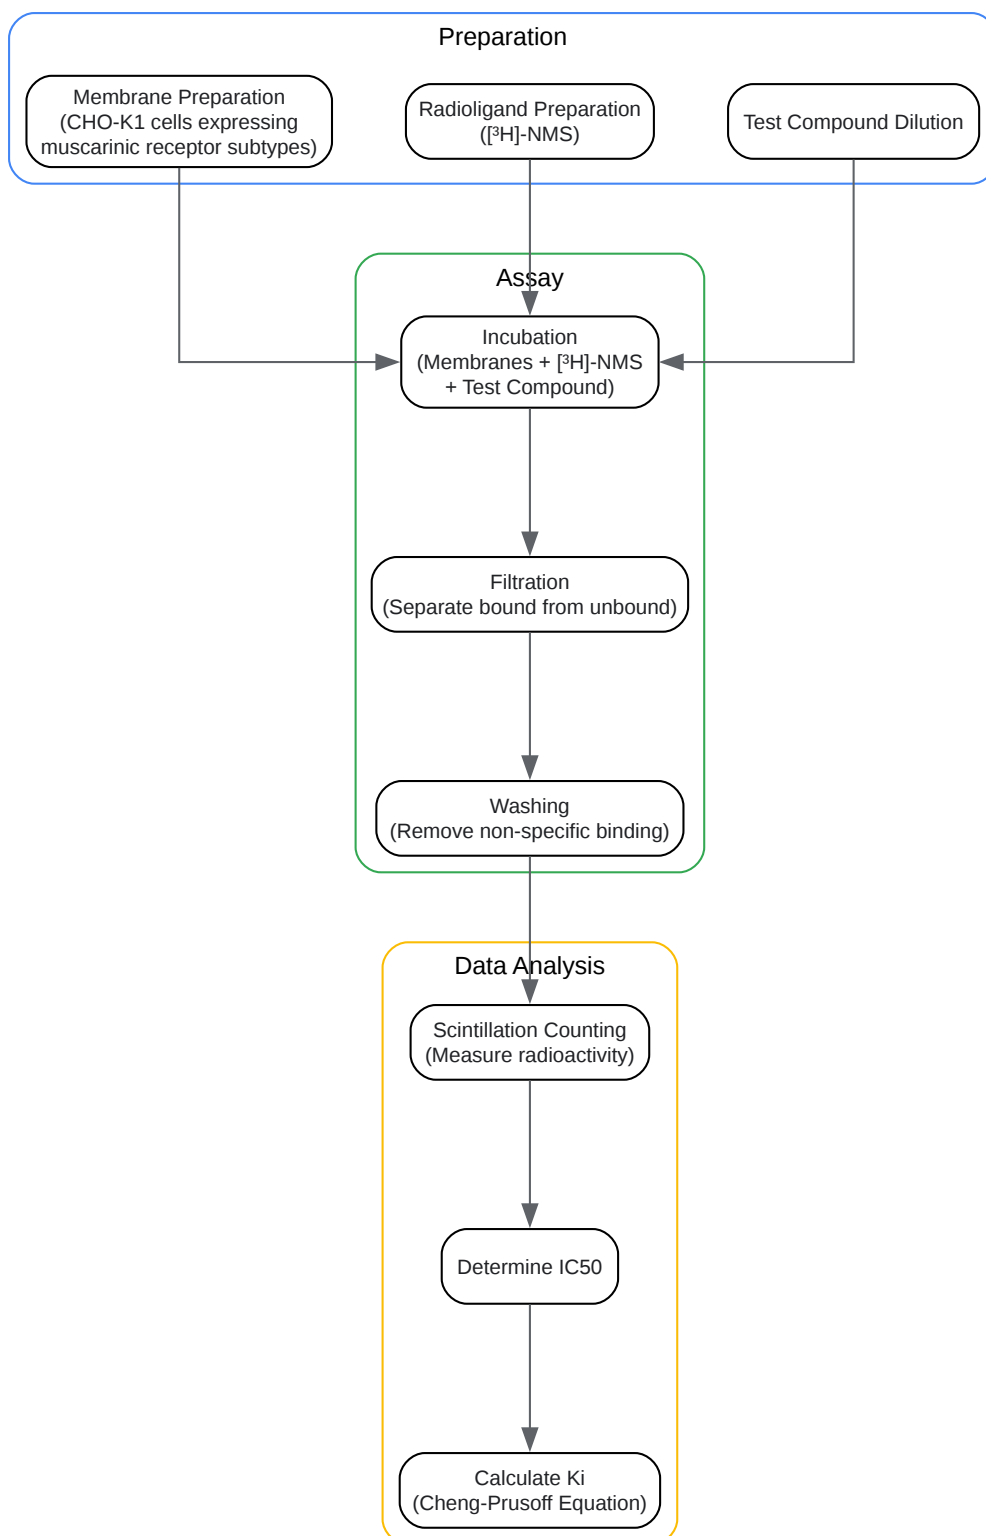 Preparation
Membrane Preparation
(CHO-K1 cells expressing
muscarinic receptor subtypes)
Radioligand Preparation
([³H]-NMS)
Test Compound Dilution
Assay
Incubation
(Membranes + [³H]-NMS
+ Test Compound)
Filtration
(Separate bound from unbound)
Washing
(Remove non-specific binding)
Data Analysis
Scintillation Counting
(Measure radioactivity)
Determine IC50
Calculate Ki
(Cheng-Prusoff Equation)